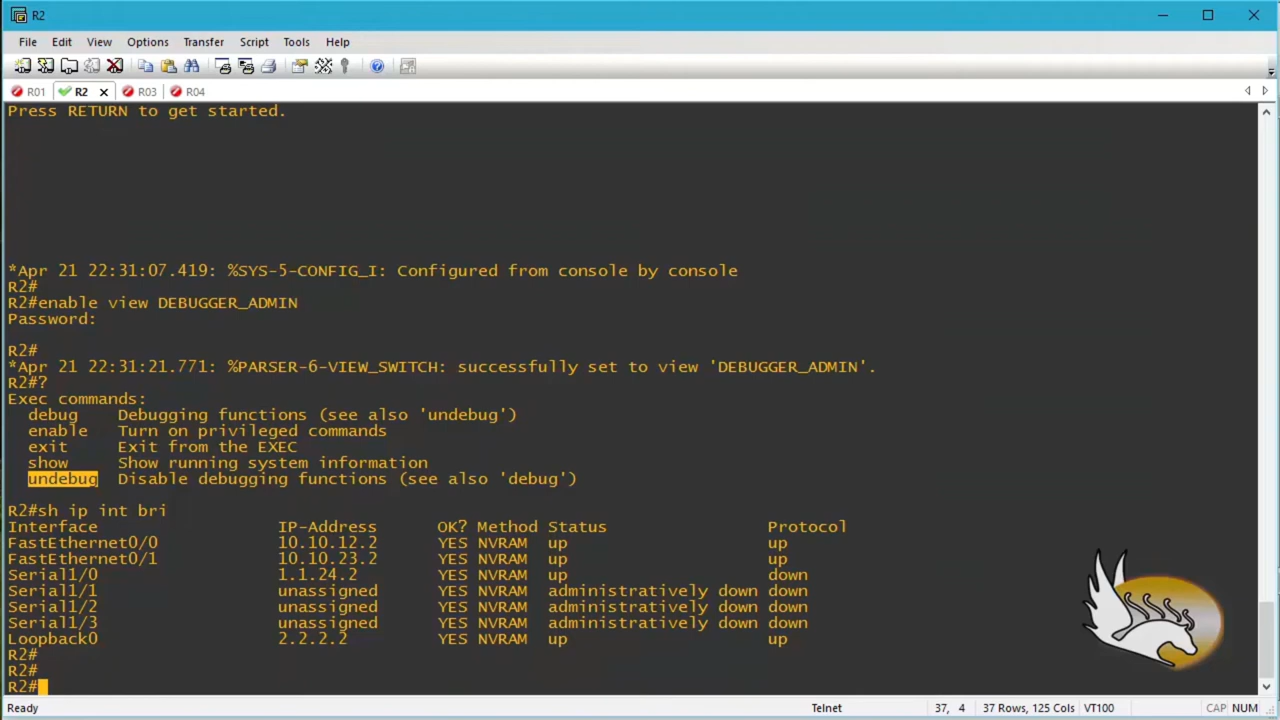 R2
File Edit View Options Transfer Script Tools Help
R01 R2 R03 R04
Press RETURN to get started.
*Apr 21 22:31:07.419: %SYS-5-CONFIG_I: Configured from console by console
R2#
R2#enable view DEBUGGER_ADMIN
Password:
R2#
*Apr 21 22:31:21.771: %PARSER-6-VIEW_SWITCH: successfully set to view 'DEBUGGER_ADMIN'.
R2#?
Exec commands:
debug Debugging functions (see also 'undebug')
enable Turn on privileged commands
exit Exit from the EXEC
show Show running system information
undebug Disable debugging functions (see also 'debug')
R2#sh ip int bri
Interface IP-Address OK? Method Status Protocol
FastEthernet0/0 10.10.12.2 YES NVRAM up up
FastEthernet0/1 10.10.23.2 YES NVRAM up up
Serial1/0 1.1.24.2 YES NVRAM up down
Serial1/1 unassigned YES NVRAM administratively down down
Serial1/2 unassigned YES NVRAM administratively down down
Serial1/3 unassigned YES NVRAM administratively down down
Loopback0 2.2.2.2 YES NVRAM up up
R2#
R2#
R2#
Ready Telnet 37, 4 37 Rows, 125 Cols VT100 CAP NUM